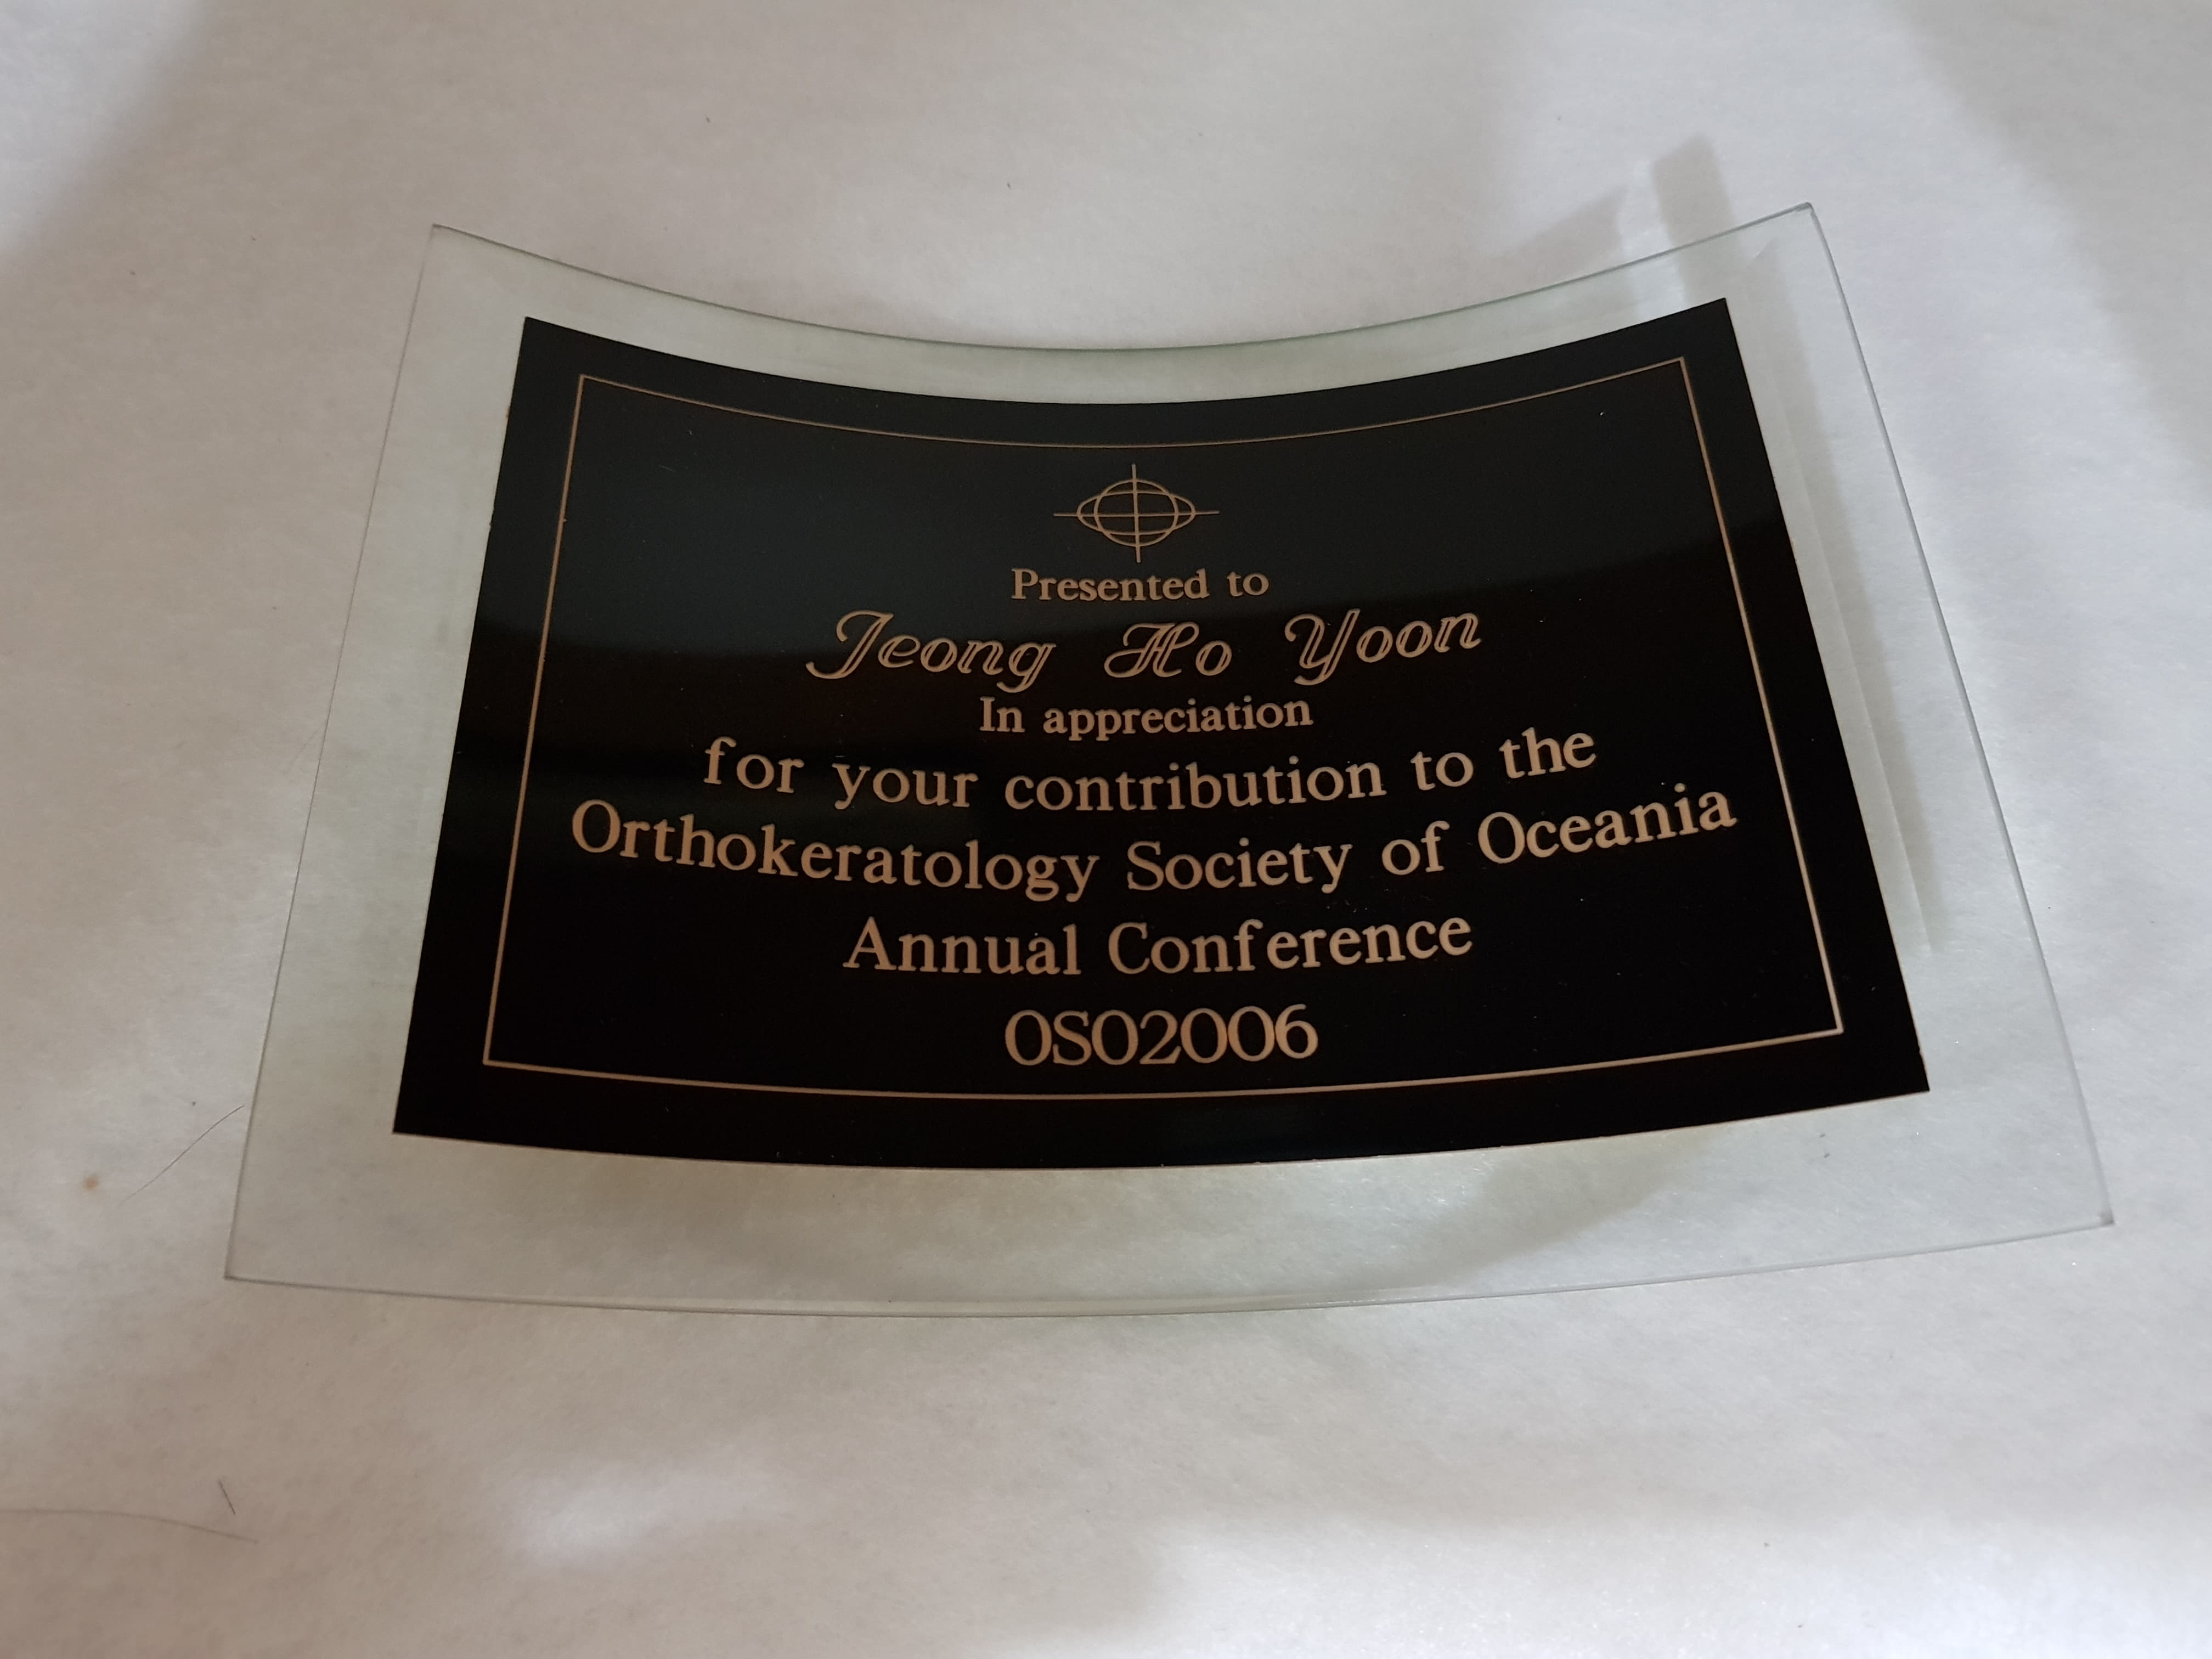 Presented to
Jeong Ho Yoon
In appreciation
for your contribution to the
Orthokeratology Society of Oceania
Annual Conference
OSO2006